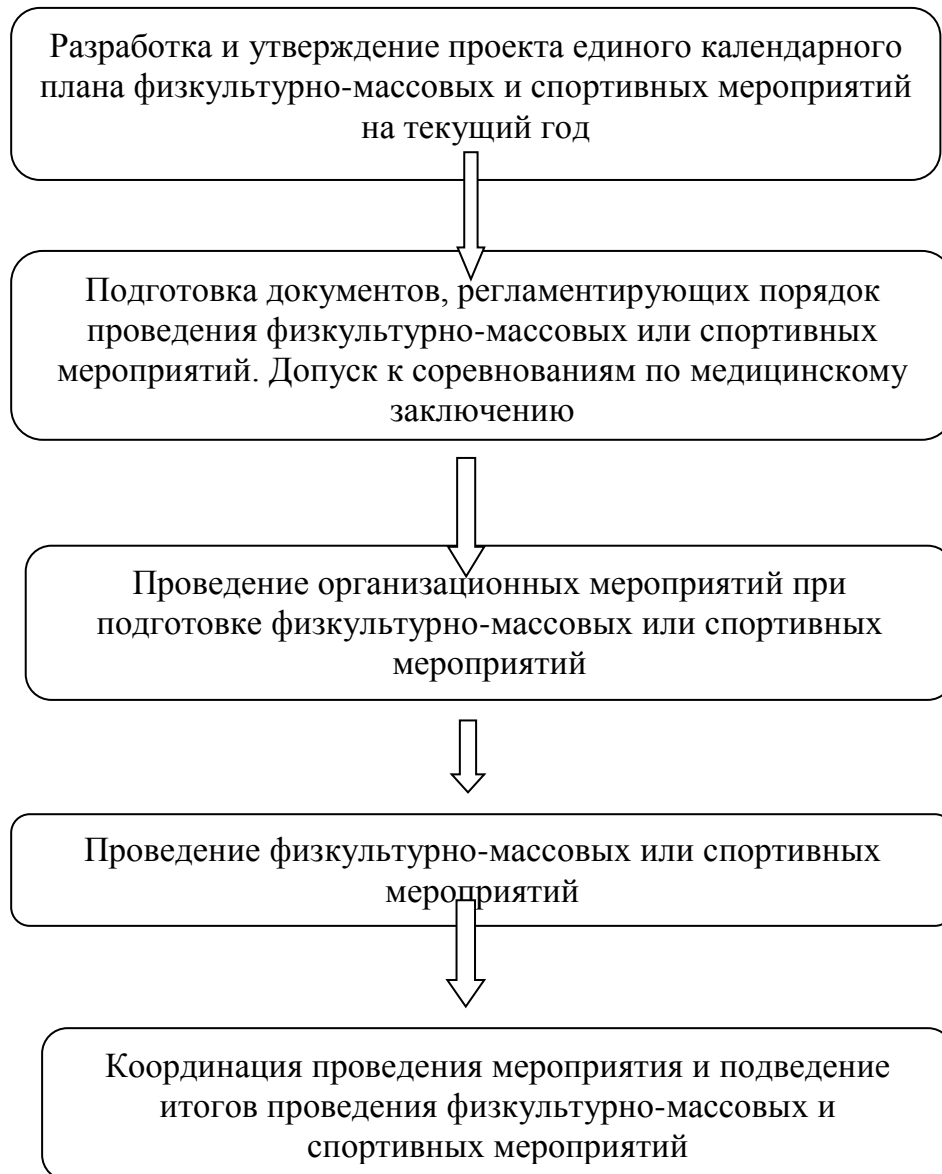 Разработка и утверждение проекта единого календарного
плана физкультурно-массовых и спортивных мероприятий
на текущий год
Подготовка документов, регламентирующих порядок
проведения физкультурно-массовых или спортивных
мероприятий. Допуск к соревнованиям по медицинскому
заключению
Проведение организационных мероприятий при
подготовке физкультурно-массовых или спортивных
мероприятий
Проведение физкультурно-массовых или спортивных
мероприятий
Координация проведения мероприятия и подведение
итогов проведения физкультурно-массовых и
спортивных мероприятий